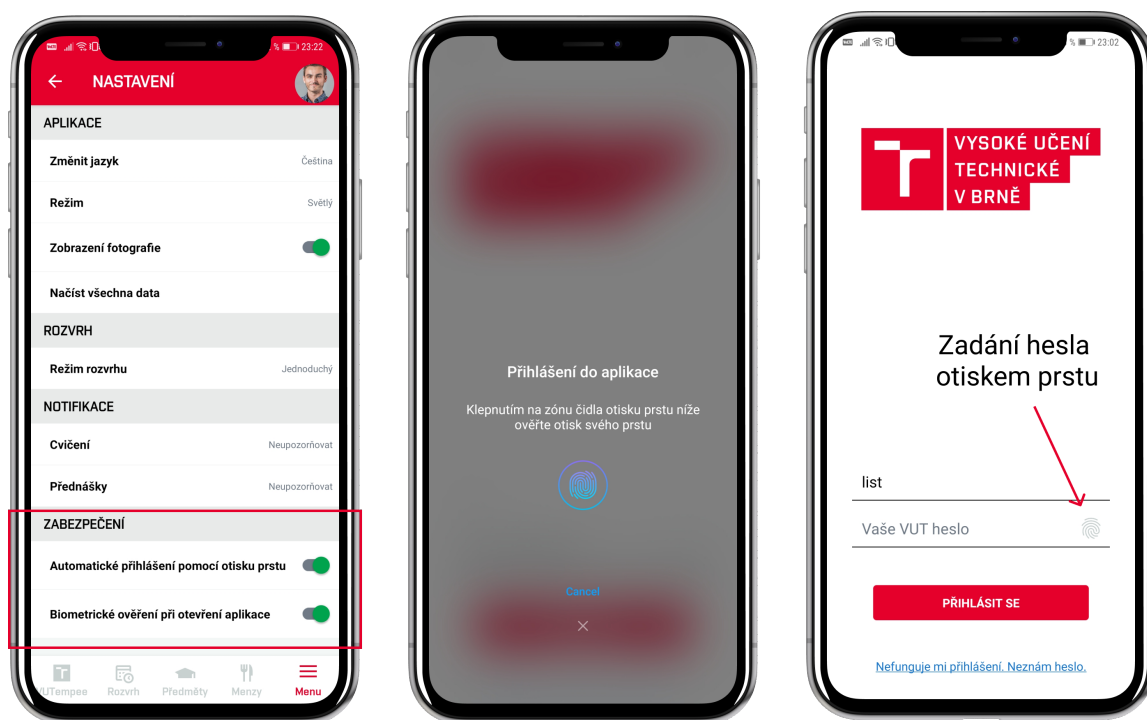 % 23:22
NASTAVENÍ
APLIKACE
Změnit jazyk Čeština
Režim Světlý
Zobrazení fotografie
Načíst všechna data
ROZVRH
Režim rozvrhu Jednoduchý
NOTIFIKACE
Cvičení Neupozorňovat
Přednášky Neupozorňovat
ZABEZPEČENÍ
Automatické přihlášení pomocí otisku prstu
Biometrické ověření při otevření aplikace
VUTempee Rozvrh Předměty Menzy Menu
Přihlášení do aplikace
Klepnutím na zónu čidla otisku prstu níže
ověřte otisk svého prstu
Cancel
% 23:02
VYSOKÉ UČENÍ
TECHNICKÉ
V BRNĚ
Zadání hesla
otiskem prstu
list
Vaše VUT heslo
PŘIHLÁSIT SE
Nefunguje mi přihlášení. Neznám heslo.